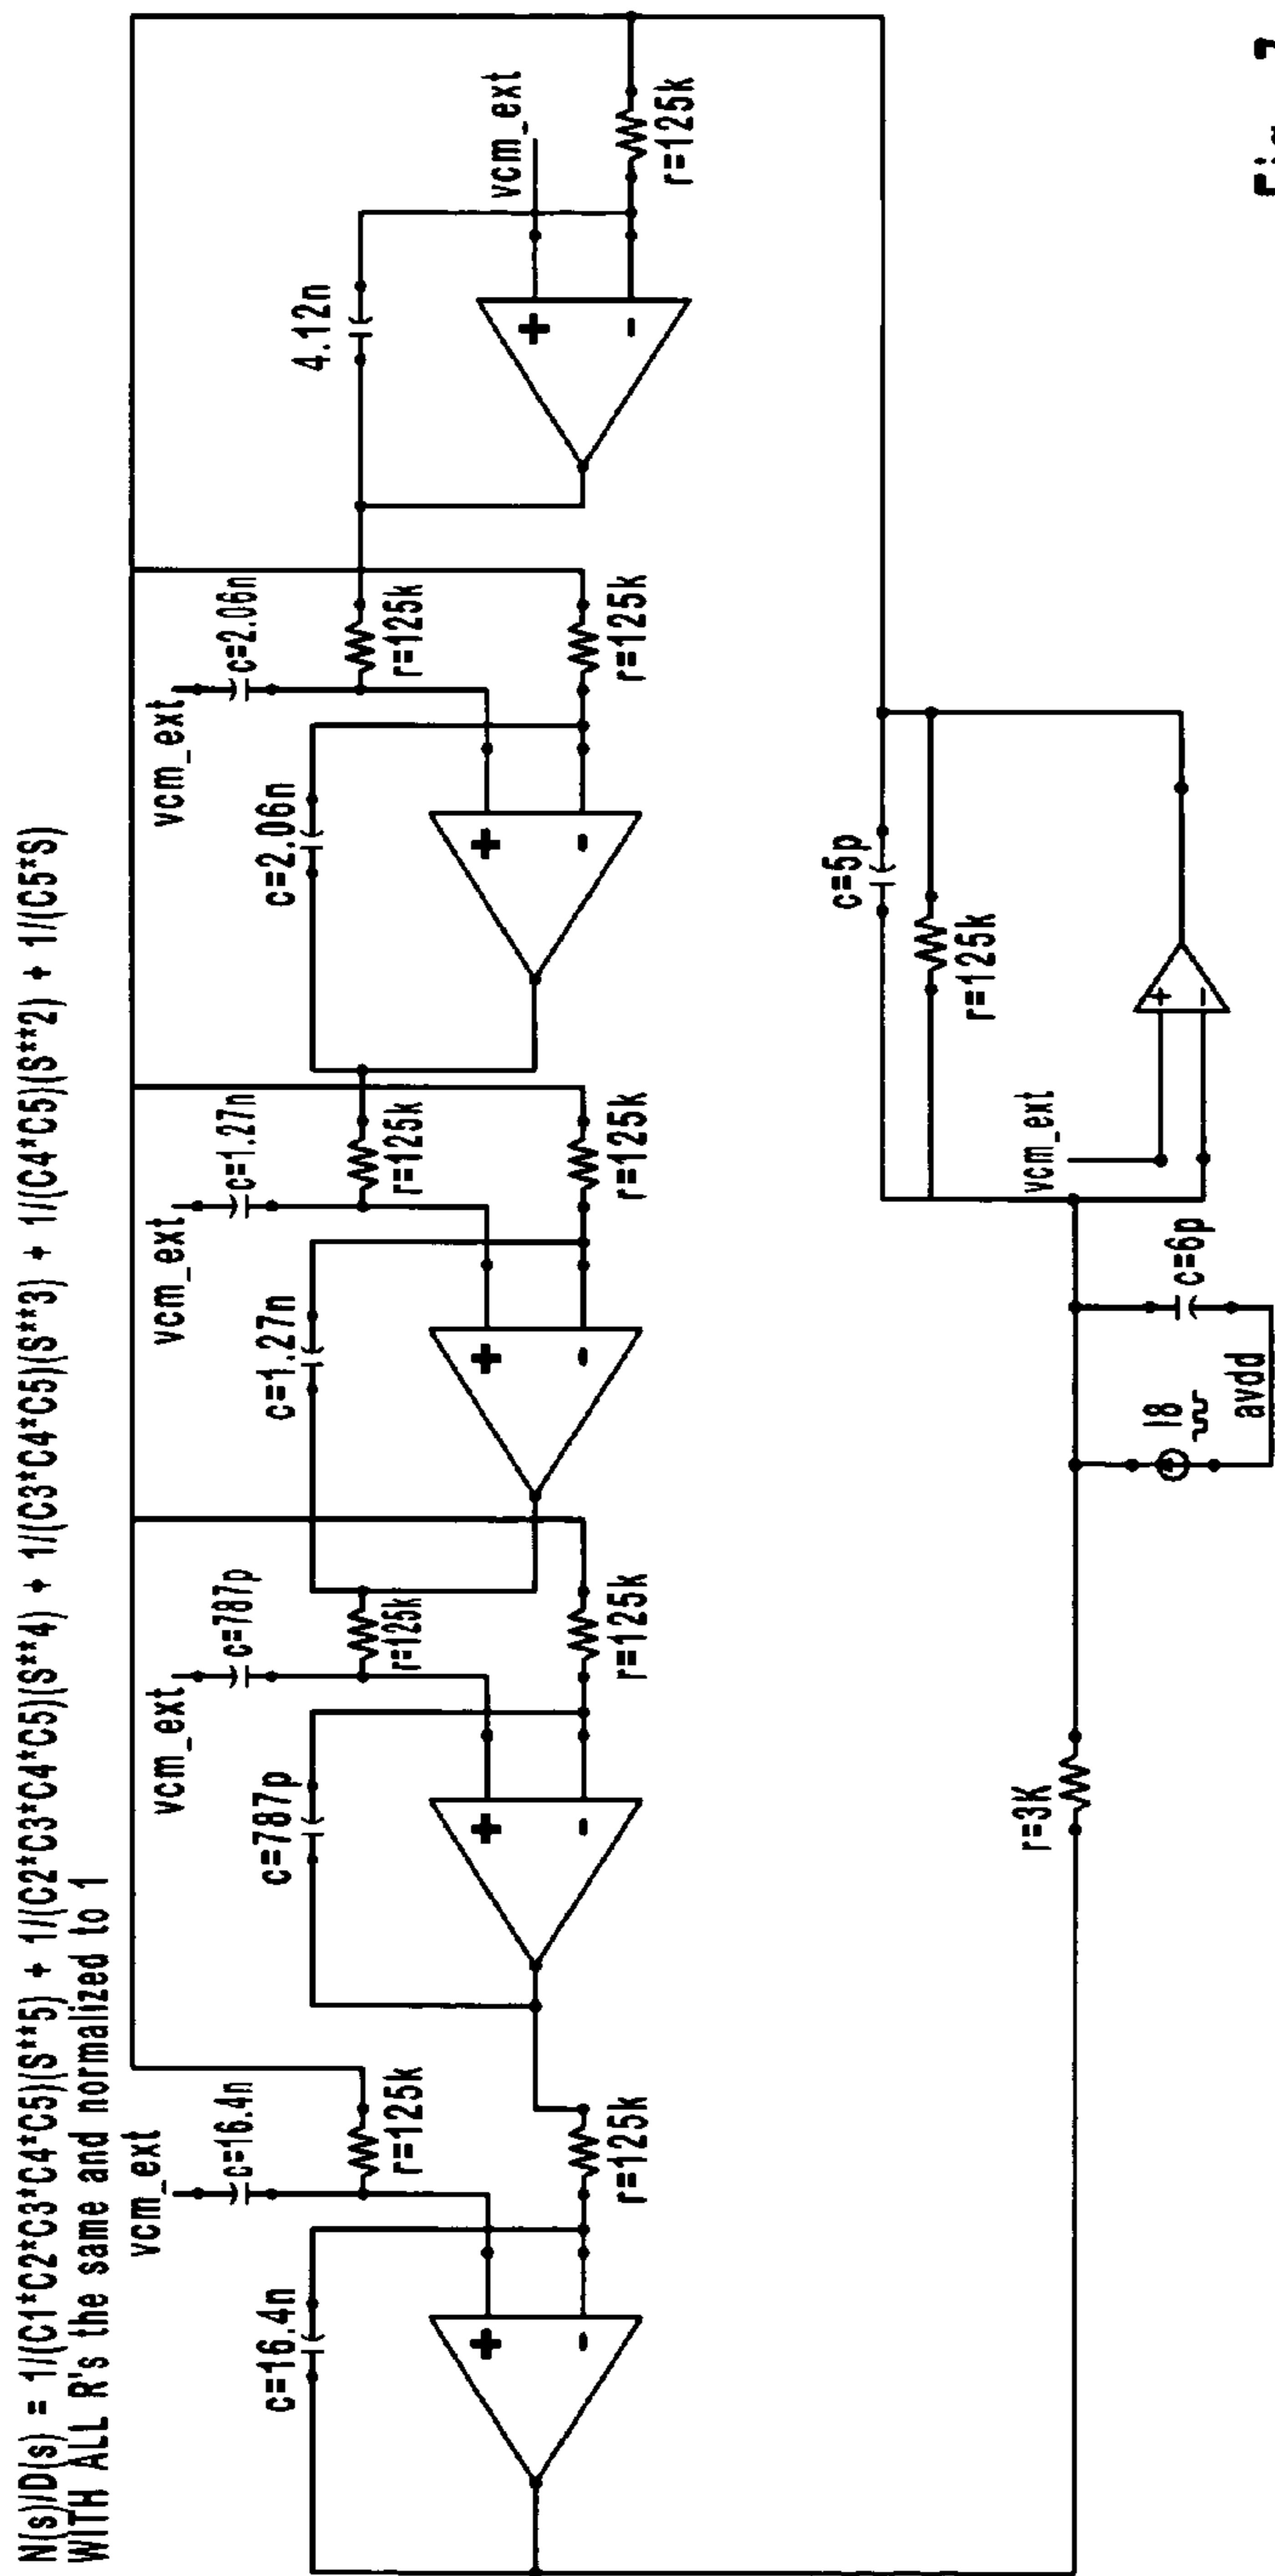 N(s)/D(s) = 1/(C1*C2*C3*C4*C5)(S**5) + 1/(C2*C3*C4*C5)(S**4) + 1/(C3*C4*C5)(S**3) + 1/(C4*C5)(S**2) + 1/(C5*S)
WITH ALL R's the same and normalized to 1
vcm_ext
c=16.4n
c=16.4n
r=125k
r=125k
+
-
vcm_ext
c=787p
c=787p
r=125k
r=125k
+
-
vcm_ext
c=1.27n
c=1.27n
r=125k
r=125k
+
-
vcm_ext
c=2.06n
c=2.06n
r=125k
r=125k
+
-
4.12n
vcm_ext
r=125k
+
-
c=5p
r=125k
vcm_ext
+
-
r=3K
I8
c=6p
avdd